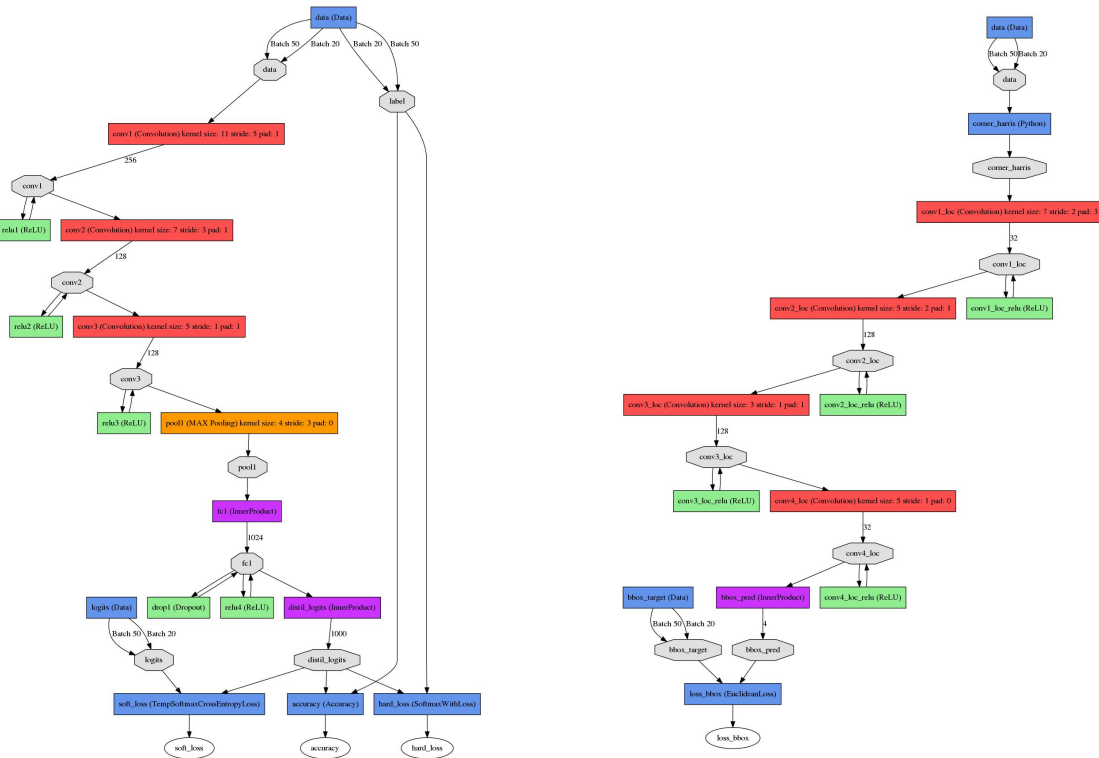 data (Data)
Batch 50
Batch 20
Batch 20
Batch 50
data
label
conv1 (Convolution) kernel size: 11 stride: 5 pad: 1
256
conv1
relu1 (ReLU)
conv2 (Convolution) kernel size: 7 stride: 3 pad: 1
128
conv2
relu2 (ReLU)
conv3 (Convolution) kernel size: 5 stride: 1 pad: 1
128
conv3
relu3 (ReLU)
pool1 (MAX Pooling) kernel size: 4 stride: 3 pad: 0
pool1
fc1 (InnerProduct)
1024
fc1
logits (Data)
drop1 (Dropout)
relu4 (ReLU)
distil_logits (InnerProduct)
Batch 50
Batch 20
1000
logits
distil_logits
soft_loss (TempSoftmaxCrossEntropyLoss)
accuracy (Accuracy)
hard_loss (SoftmaxWithLoss)
soft_loss
accuracy
hard_loss
data (Data)
Batch 50
Batch 20
data
corner_harris (Python)
corner_harris
conv1_loc (Convolution) kernel size: 7 stride: 2 pad: 3
32
conv1_loc
conv2_loc (Convolution) kernel size: 5 stride: 2 pad: 1
conv1_loc_relu (ReLU)
128
conv2_loc
conv3_loc (Convolution) kernel size: 3 stride: 1 pad: 1
conv2_loc_relu (ReLU)
128
conv3_loc
conv3_loc_relu (ReLU)
conv4_loc (Convolution) kernel size: 5 stride: 1 pad: 0
32
conv4_loc
bbox_target (Data)
bbox_pred (InnerProduct)
conv4_loc_relu (ReLU)
Batch 50
Batch 20
4
bbox_target
bbox_pred
loss_bbox (EuclideanLoss)
loss_bbox